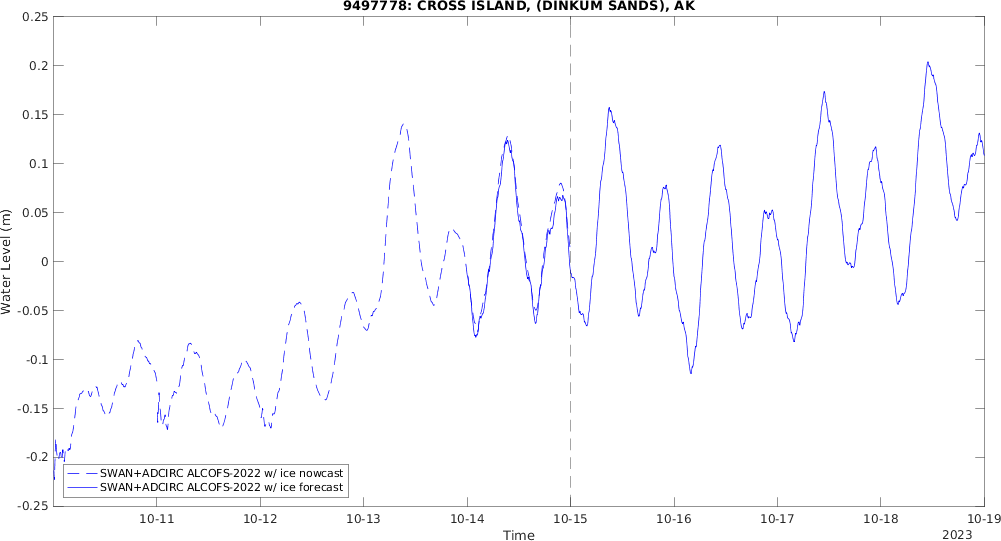 9497778: CROSS ISLAND, (DINKUM SANDS), AK
0.25
0.2
0.15
0.1
0.05
0
-0.05
-0.1
-0.15
-0.2
-0.25
Water Level (m)
SWAN+ADCIRC ALCOFS-2022 w/ ice nowcast
SWAN+ADCIRC ALCOFS-2022 w/ ice forecast
10-11 10-12 10-13 10-14 10-15 10-16 10-17 10-18 10-19
Time
2023